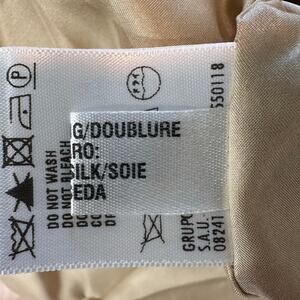 G/DOUBLURE
RO:
SILK/SOIE
EDA
DO NOT WASH
DO NOT BLEACH
P
GRUPO
S.A.U.
08241
550118